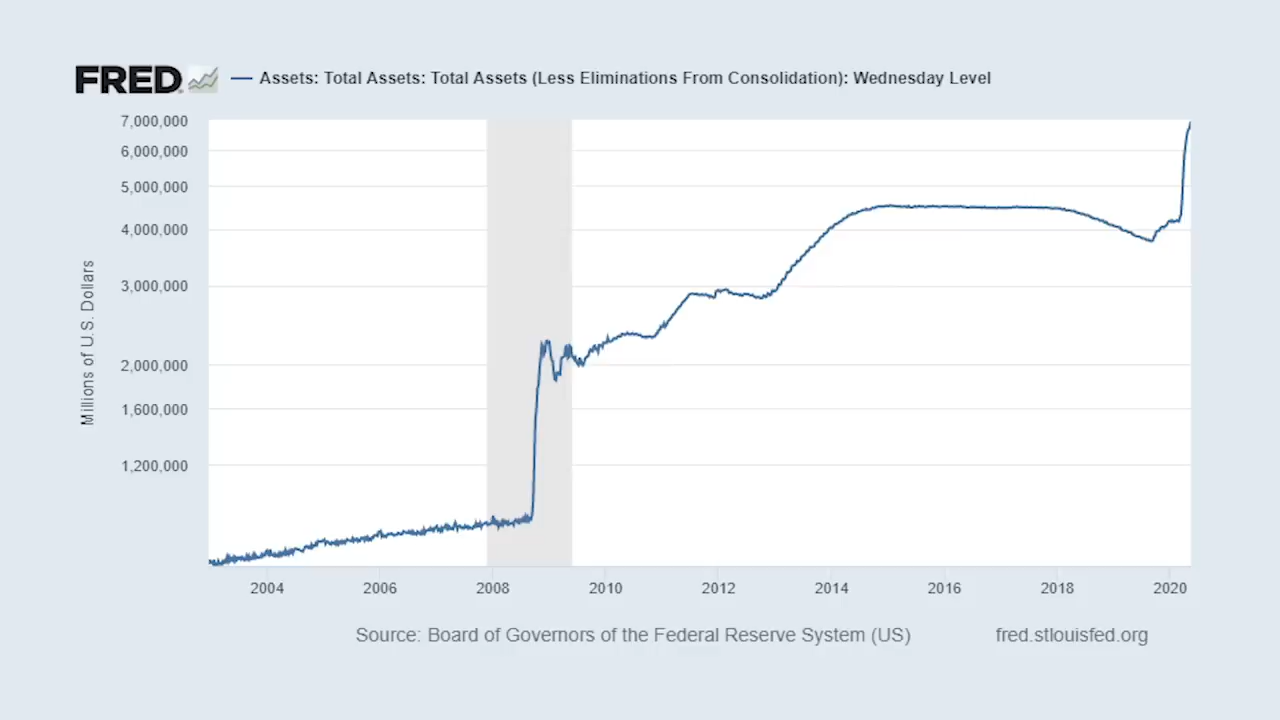 FRED
Assets: Total Assets: Total Assets (Less Eliminations From Consolidation): Wednesday Level
7,000,000
6,000,000
5,000,000
4,000,000
3,000,000
2,000,000
1,600,000
1,200,000
Millions of U.S. Dollars
2004 2006 2008 2010 2012 2014 2016 2018 2020
Source: Board of Governors of the Federal Reserve System (US) fred.stlouisfed.org